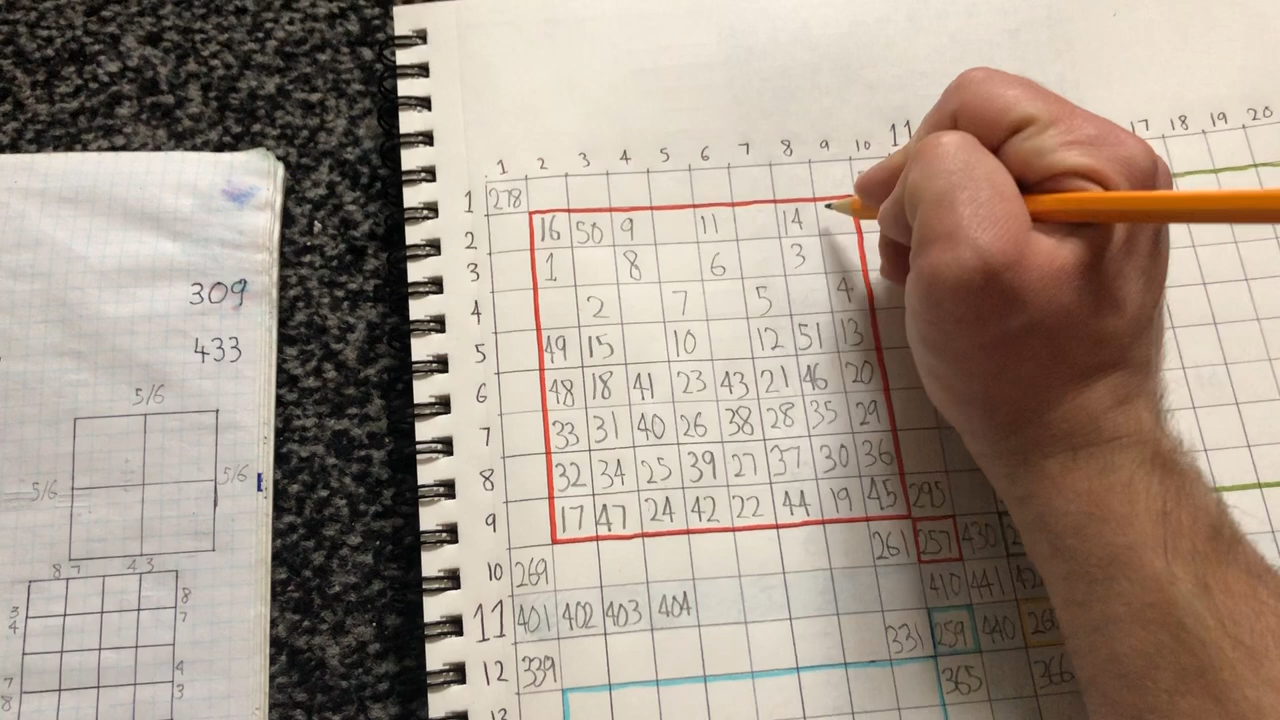 309
433
5/6
5/6 5/6
8 7 4 3
3 8
4 7
4
7 3
8
1 2 3 4 5 6 7 8 9 10 11 17 18 19 20
1 278
2 16 50 9 11 14
3 1 8 6 3
4 2 7 5 4
5 49 15 10 12 51 13
6 48 18 41 23 43 21 46 20
7 33 31 40 26 38 28 35 29
8 32 34 25 39 27 37 30 36
9 17 47 24 42 22 44 19 45 295
10 269 261 257 430
11 401 402 403 404 410 441
12 339 331 259 440
13 365 366